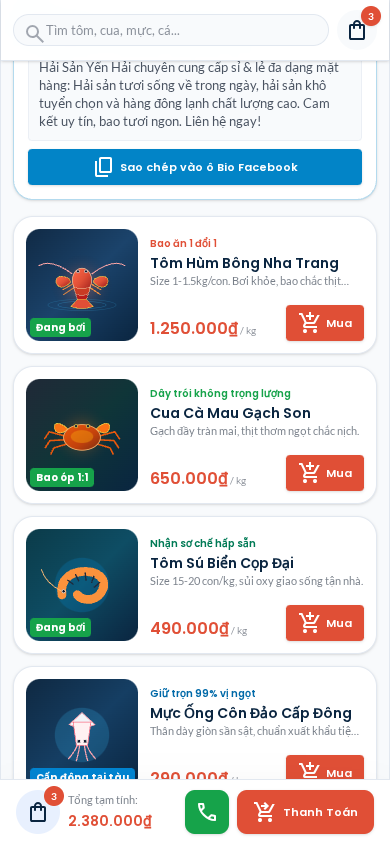 Tìm tôm, cua, mực, cá...
3
Hải Sản Yến Hải chuyên cung cấp sỉ & lẻ đa dạng mặt
hàng: Hải sản tươi sống về trong ngày, hải sản khô
tuyển chọn và hàng đông lạnh chất lượng cao. Cam
kết uy tín, bao tươi ngon. Liên hệ ngay!
Sao chép vào ô Bio Facebook
Bao ăn 1 đổi 1
Tôm Hùm Bông Nha Trang
Size 1-1.5kg/con. Bơi khỏe, bao chắc thịt...
Đang bơi
1.250.000₫ / kg
Mua
Dây trói không trọng lượng
Cua Cà Mau Gạch Son
Gạch đầy tràn mai, thịt thơm ngọt chắc nịch.
Bao óp 1:1
650.000₫ / kg
Mua
Nhận sơ chế hấp sẵn
Tôm Sú Biển Cọp Đại
Size 15-20 con/kg, sủi oxy giao sống tận nhà.
Đang bơi
490.000₫ / kg
Mua
Giữ trọn 99% vị ngọt
Mực Ống Côn Đảo Cấp Đông
Thân dày giòn sần sật, chuẩn xuất khẩu tiê...
Cấp đông tại tàu
290.000₫ / kg
Mua
3
Tổng tạm tính:
2.380.000₫
Thanh Toán